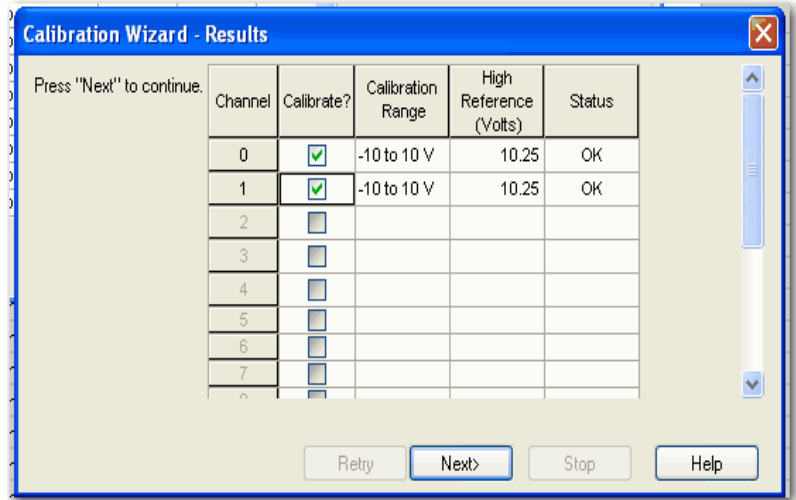 Calibration Wizard - Results
Press "Next" to continue.
Channel Calibrate? Calibration Range High Reference (Volts) Status
0 -10 to 10 V 10.25 OK
1 -10 to 10 V 10.25 OK
2
3
4
5
6
7
Retry Next> Stop Help